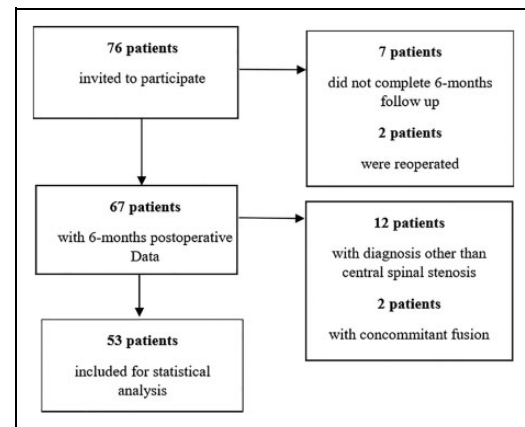 76 patients
invited to participate
7 patients
did not complete 6-months
follow up
2 patients
were reoperated
67 patients
with 6-months postoperative
Data
12 patients
with diagnosis other than
central spinal stenosis
2 patients
with concommitant fusion
53 patients
included for statistical
analysis